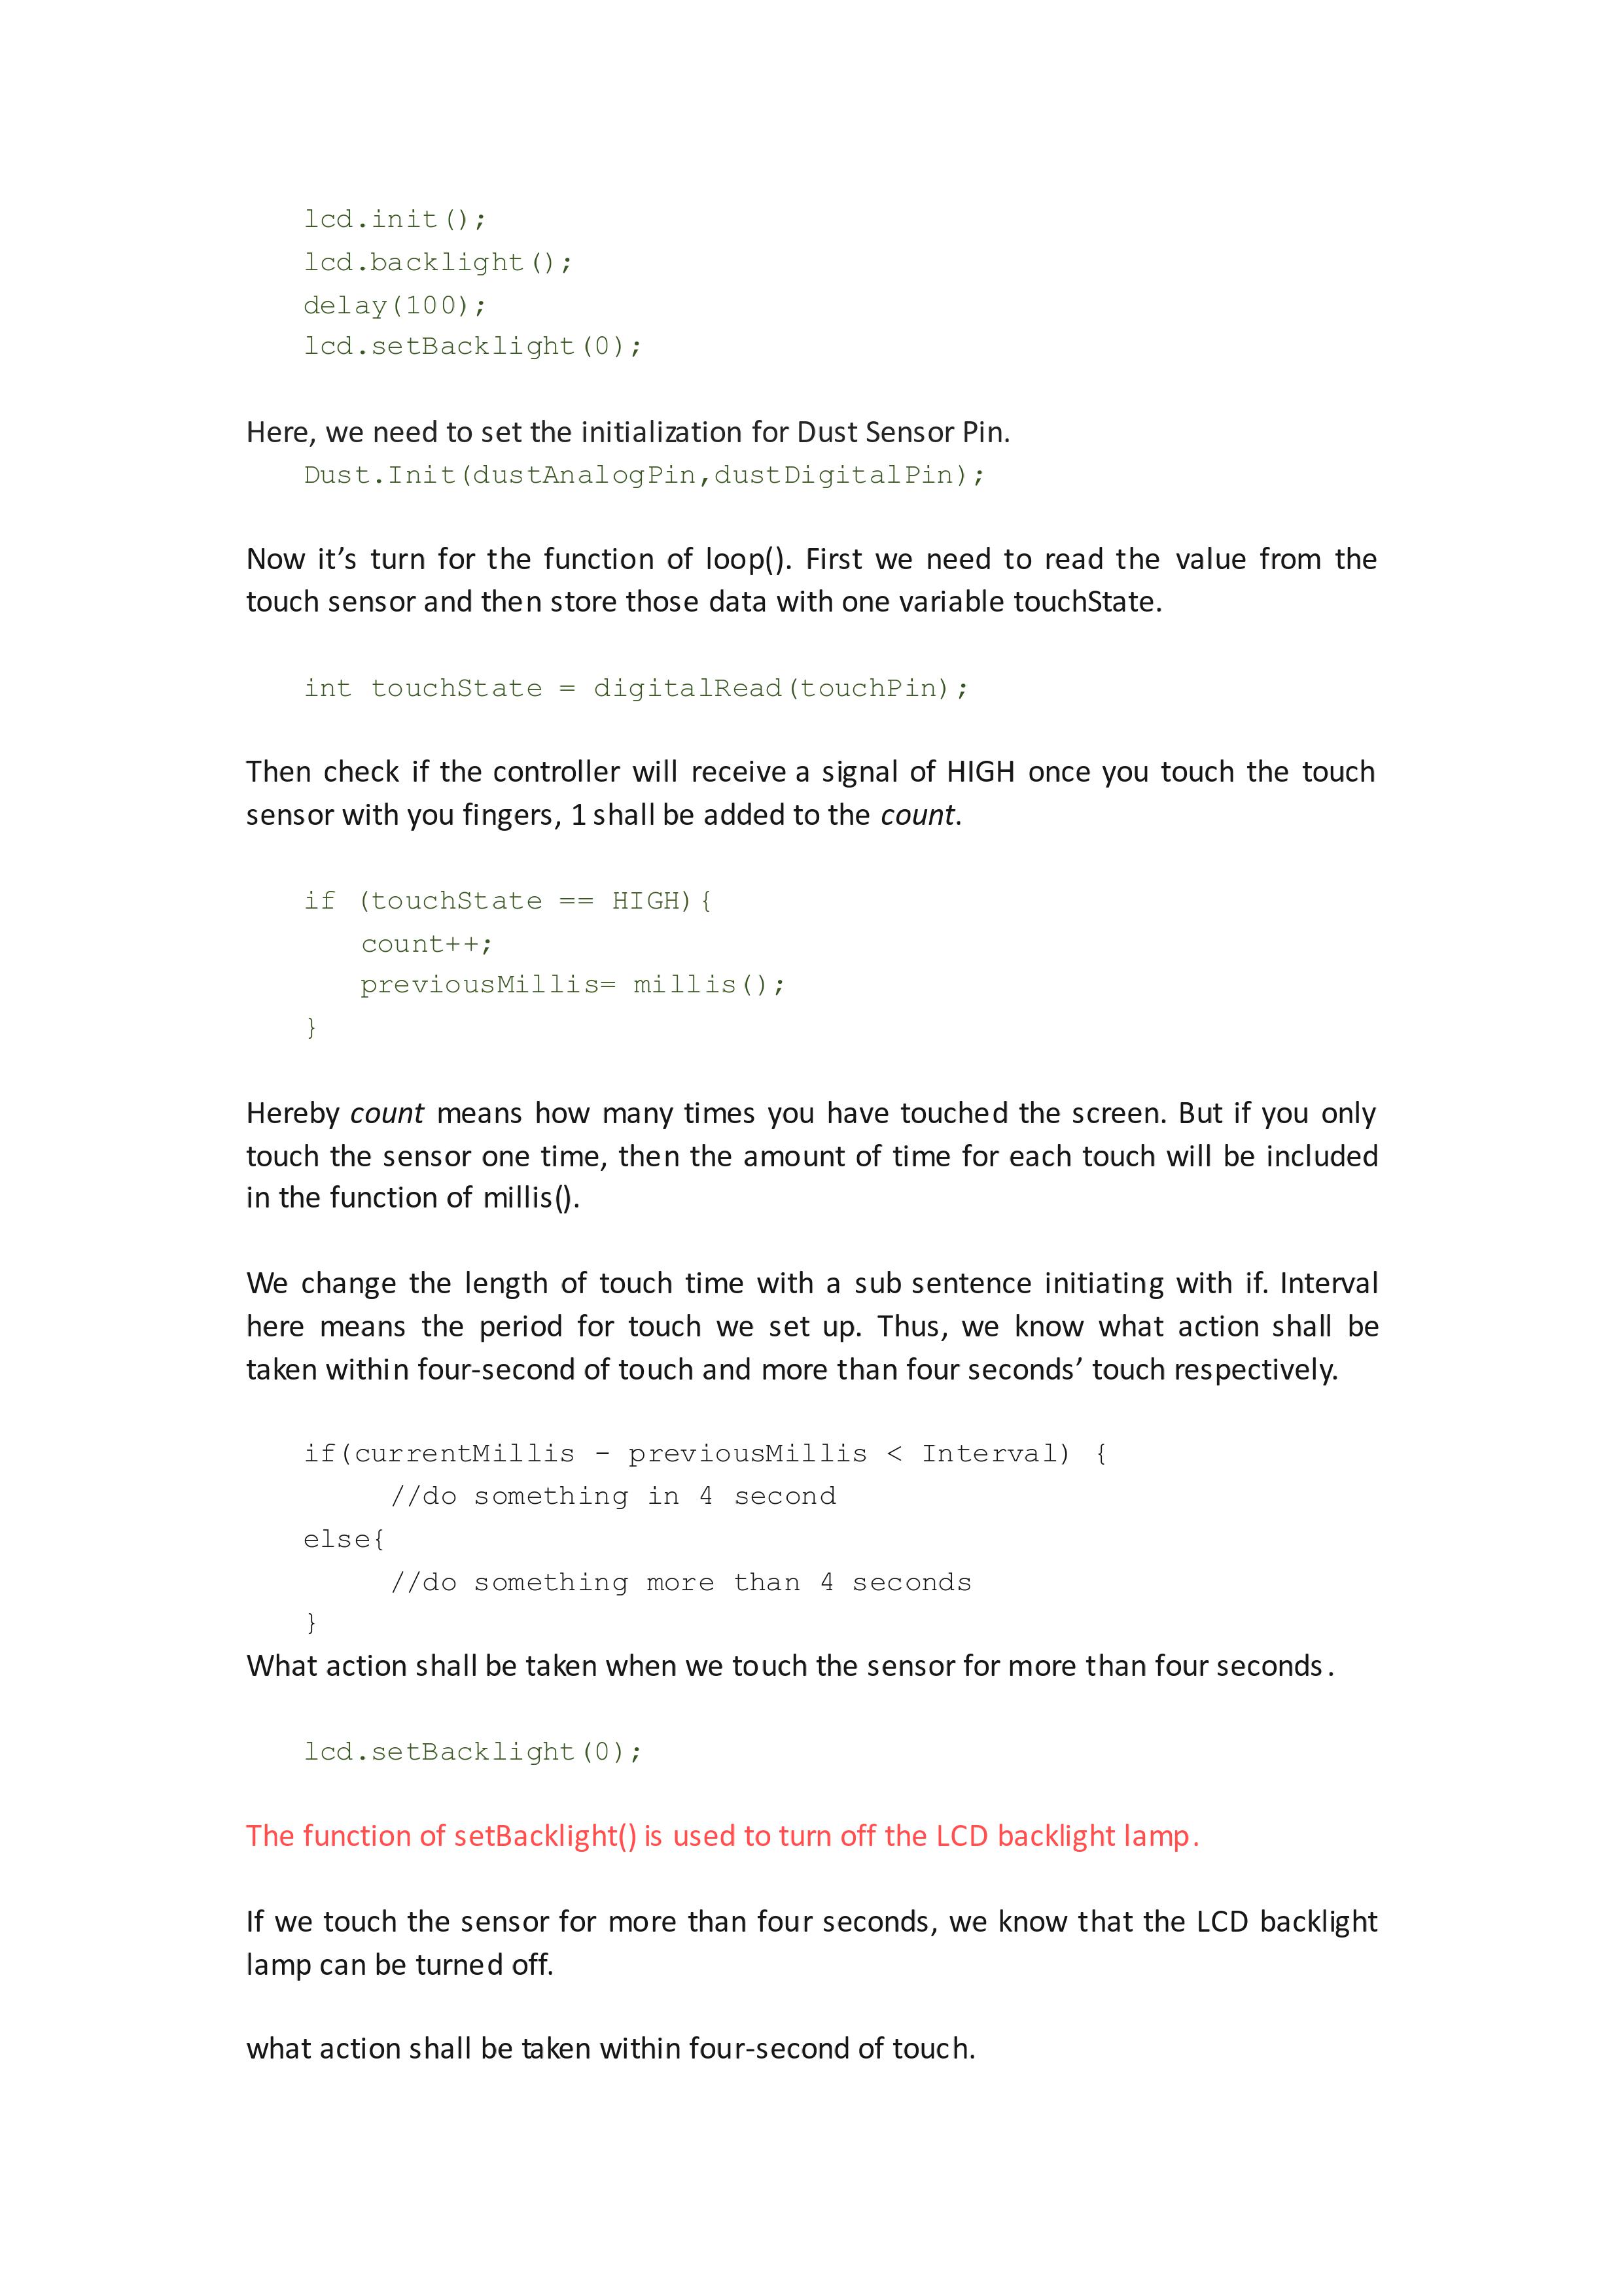 lcd.init();
lcd.backlight();
delay(100);
lcd.setBacklight(0);
Here, we need to set the initialization for Dust Sensor Pin.
Dust.Init(dustAnalogPin,dustDigitalPin);
Now it’s turn for the function of loop(). First we need to read the value from the
touch sensor and then store those data with one variable touchState.
int touchState = digitalRead(touchPin);
Then check if the controller will receive a signal of HIGH once you touch the touch
sensor with you fingers, 1 shall be added to the count.
if (touchState == HIGH){
count++;
previousMillis= millis();
}
Hereby count means how many times you have touched the screen. But if you only
touch the sensor one time, then the amount of time for each touch will be included
in the function of millis().
We change the length of touch time with a sub sentence initiating with if. Interval
here means the period for touch we set up. Thus, we know what action shall be
taken within four-second of touch and more than four seconds’ touch respectively.
if(currentMillis - previousMillis < Interval) {
//do something in 4 second
else{
//do something more than 4 seconds
}
What action shall be taken when we touch the sensor for more than four seconds.
lcd.setBacklight(0);
The function of setBacklight() is used to turn off the LCD backlight lamp.
If we touch the sensor for more than four seconds, we know that the LCD backlight
lamp can be turned off.
what action shall be taken within four-second of touch.